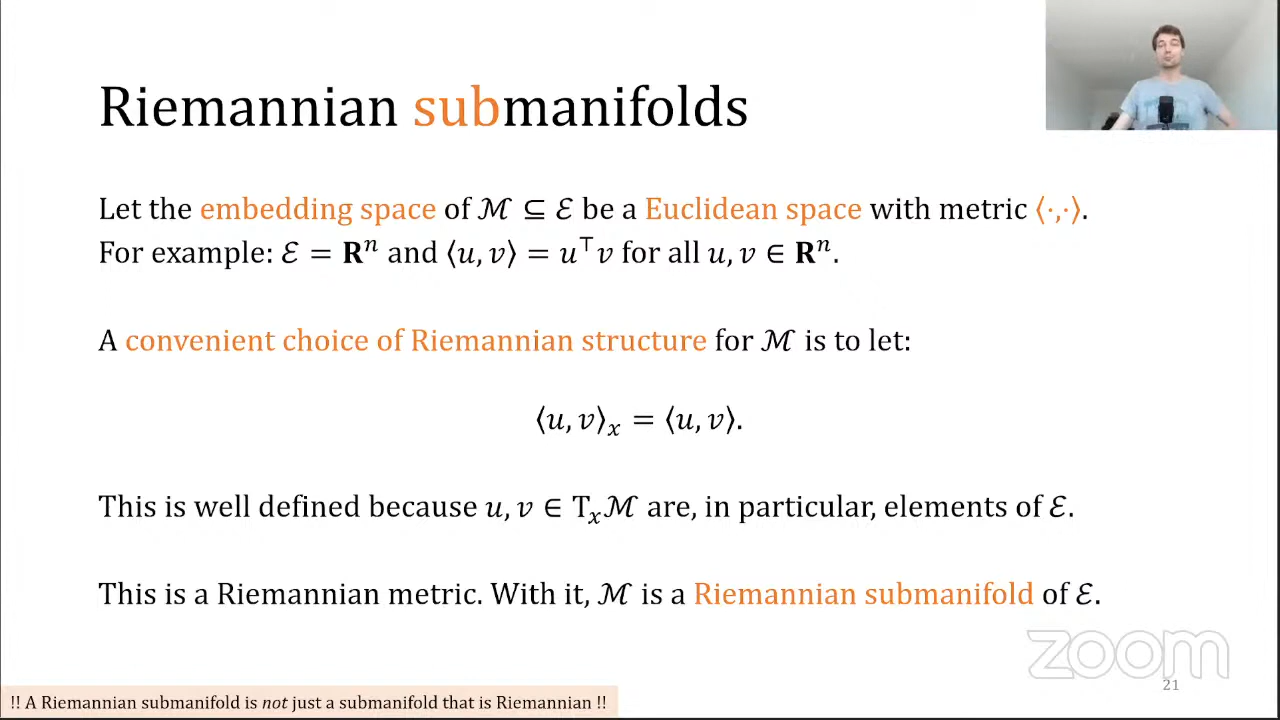 Riemannian submanifolds
Let the embedding space of ℳ ⊆ ℰ be a Euclidean space with metric ⟨·,·⟩.
For example: ℰ = 𝐑ⁿ and ⟨u, v⟩ = u⊤v for all u, v ∈ 𝐑ⁿ.
A convenient choice of Riemannian structure for ℳ is to let:
⟨u, v⟩ₓ = ⟨u, v⟩.
This is well defined because u, v ∈ Tₓℳ are, in particular, elements of ℰ.
This is a Riemannian metric. With it, ℳ is a Riemannian submanifold of ℰ.
zoom
21
!! A Riemannian submanifold is not just a submanifold that is Riemannian !!